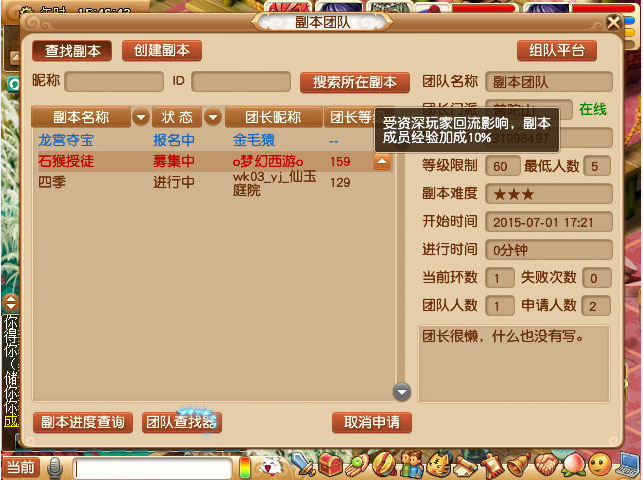 副本团队
查找副本
创建副本
组队平台
昵称
ID
搜索所在副本
团队名称 副本团队
副本名称 状 态 团长昵称 团长等
在线
受资深玩家回流影响，副本
成员经验加成10%
龙宫夺宝 报名中 金毛猿 --
石猴授徒 募集中 o梦幻西游o 159
四季 进行中 wk03_vj_仙玉
庭院 129
等级限制 60 最低人数 5
副本难度 ★★★
开始时间 2015-07-01 17:21
进行时间 0分钟
当前环数 1 失败次数 0
团队人数 1 申请人数 2
团长很懒，什么也没有写。
副本进度查询
团队查找器
取消申请
当前